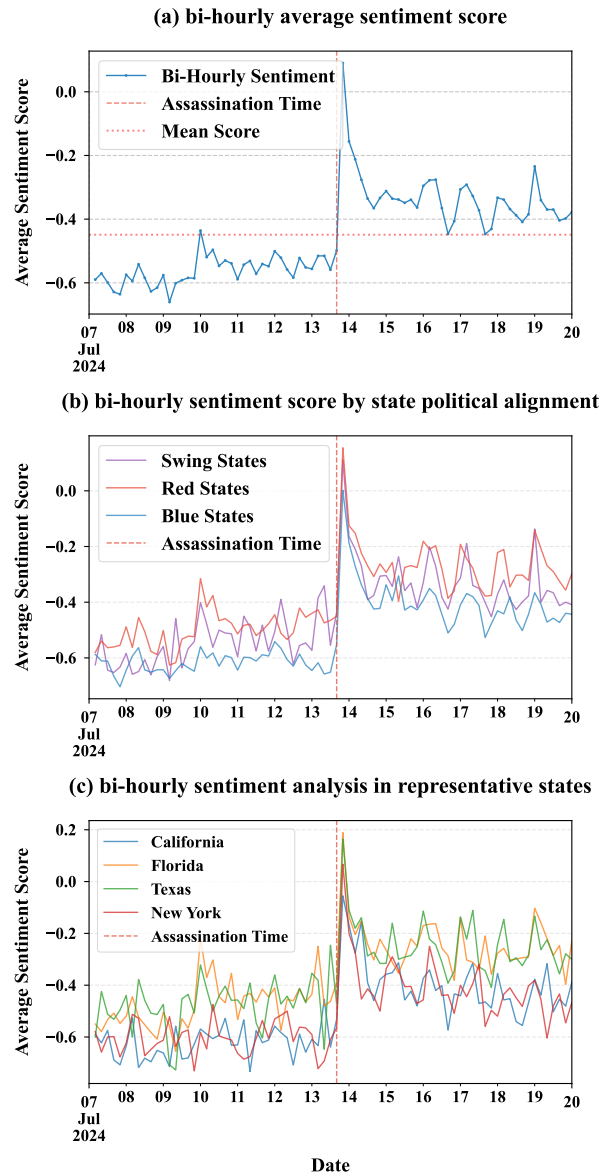 (a) bi-hourly average sentiment score
Average Sentiment Score
0.0
−0.2
−0.4
−0.6
Bi-Hourly Sentiment
Assassination Time
Mean Score
07 08 09 10 11 12 13 14 15 16 17 18 19 20
Jul
2024
(b) bi-hourly sentiment score by state political alignment
Average Sentiment Score
0.0
−0.2
−0.4
−0.6
Swing States
Red States
Blue States
Assassination Time
07 08 09 10 11 12 13 14 15 16 17 18 19 20
Jul
2024
(c) bi-hourly sentiment analysis in representative states
Average Sentiment Score
0.2
0.0
−0.2
−0.4
−0.6
California
Florida
Texas
New York
Assassination Time
07 08 09 10 11 12 13 14 15 16 17 18 19 20
Jul
2024
Date